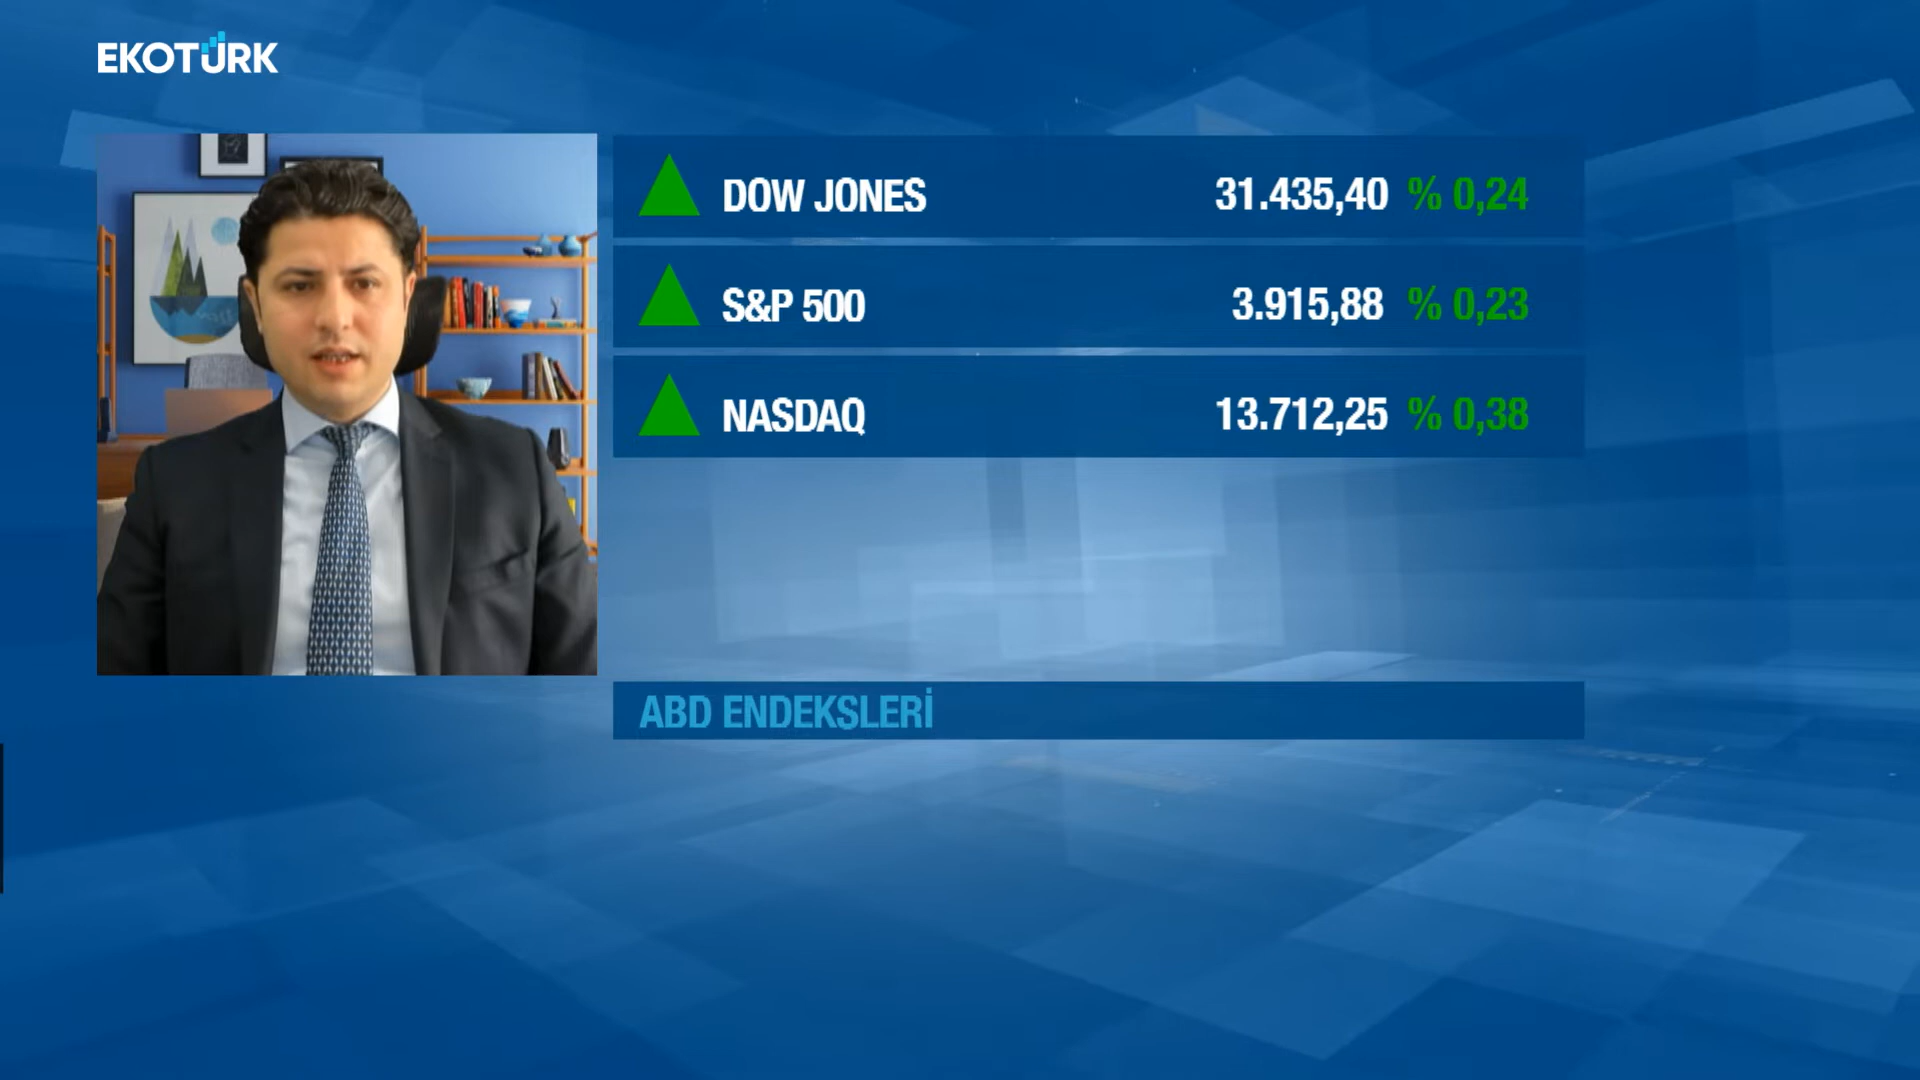 EKOTÜRK
DOW JONES 31.435,40 % 0,24
S&P 500 3.915,88 % 0,23
NASDAQ 13.712,25 % 0,38
ABD ENDEKSLERİ